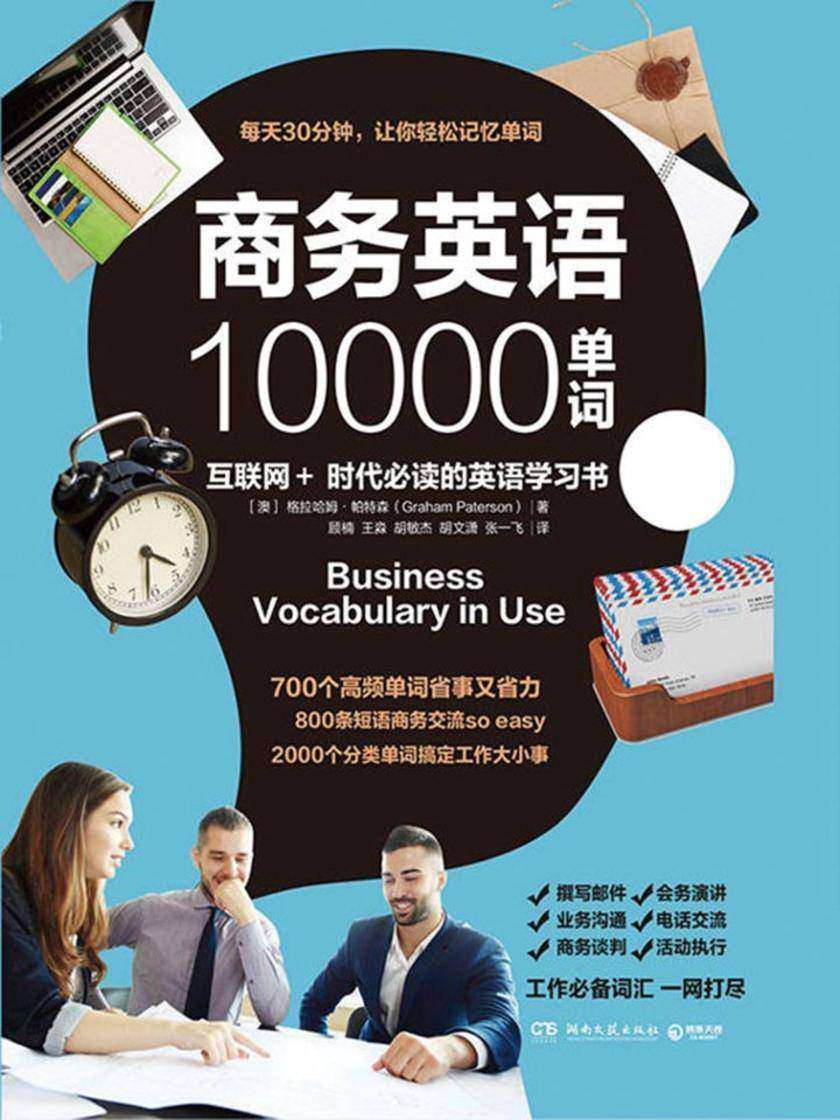 每天30分钟，让你轻松记忆单词
商务英语
10000单词
互联网+ 时代必读的英语学习书
［澳］格拉哈姆·帕特森（Graham Paterson）｜著
顾楠 王淼 胡敏杰 胡文潇 张一飞｜译
Business
Vocabulary in Use
700个高频单词省事又省力
800条短语商务交流so easy
2000个分类单词搞定工作大小事
撰写邮件 会务演讲
业务沟通 电话交流
商务谈判 活动执行
工作必备词汇 一网打尽
湖南文艺出版社 博集天卷